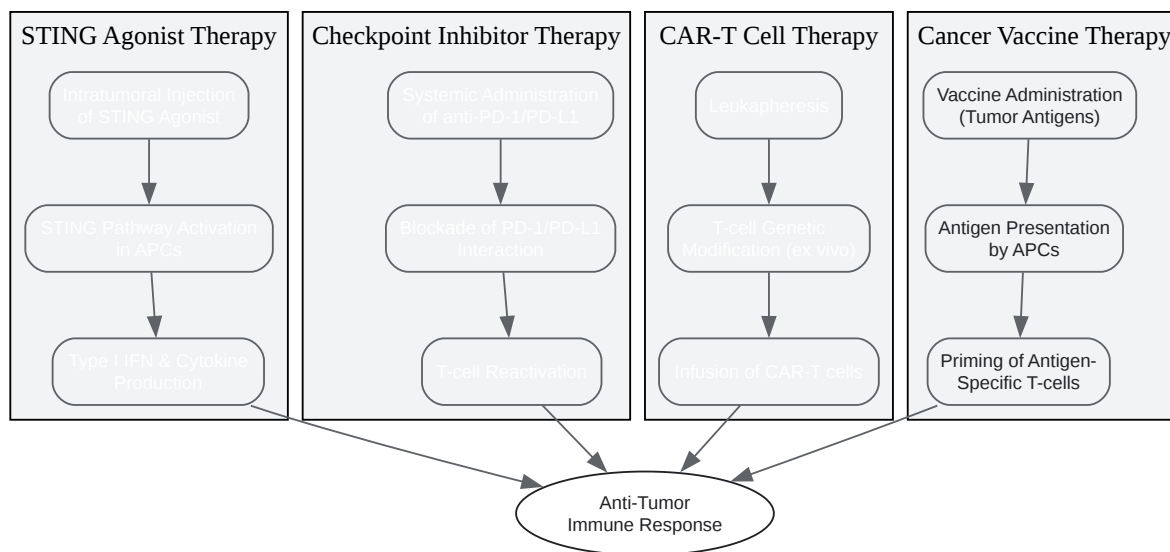 STING Agonist Therapy
Intratumoral Injection
of STING Agonist
STING Pathway Activation
in APCs
Type I IFN & Cytokine
Production
Checkpoint Inhibitor Therapy
Systemic Administration
of anti-PD-1/PD-L1
Blockade of PD-1/PD-L1
Interaction
T-cell Reactivation
CAR-T Cell Therapy
Leukapheresis
T-cell Genetic
Modification (ex vivo)
Infusion of CAR-T cells
Cancer Vaccine Therapy
Vaccine Administration
(Tumor Antigens)
Antigen Presentation
by APCs
Priming of Antigen-
Specific T-cells
Anti-Tumor
Immune Response